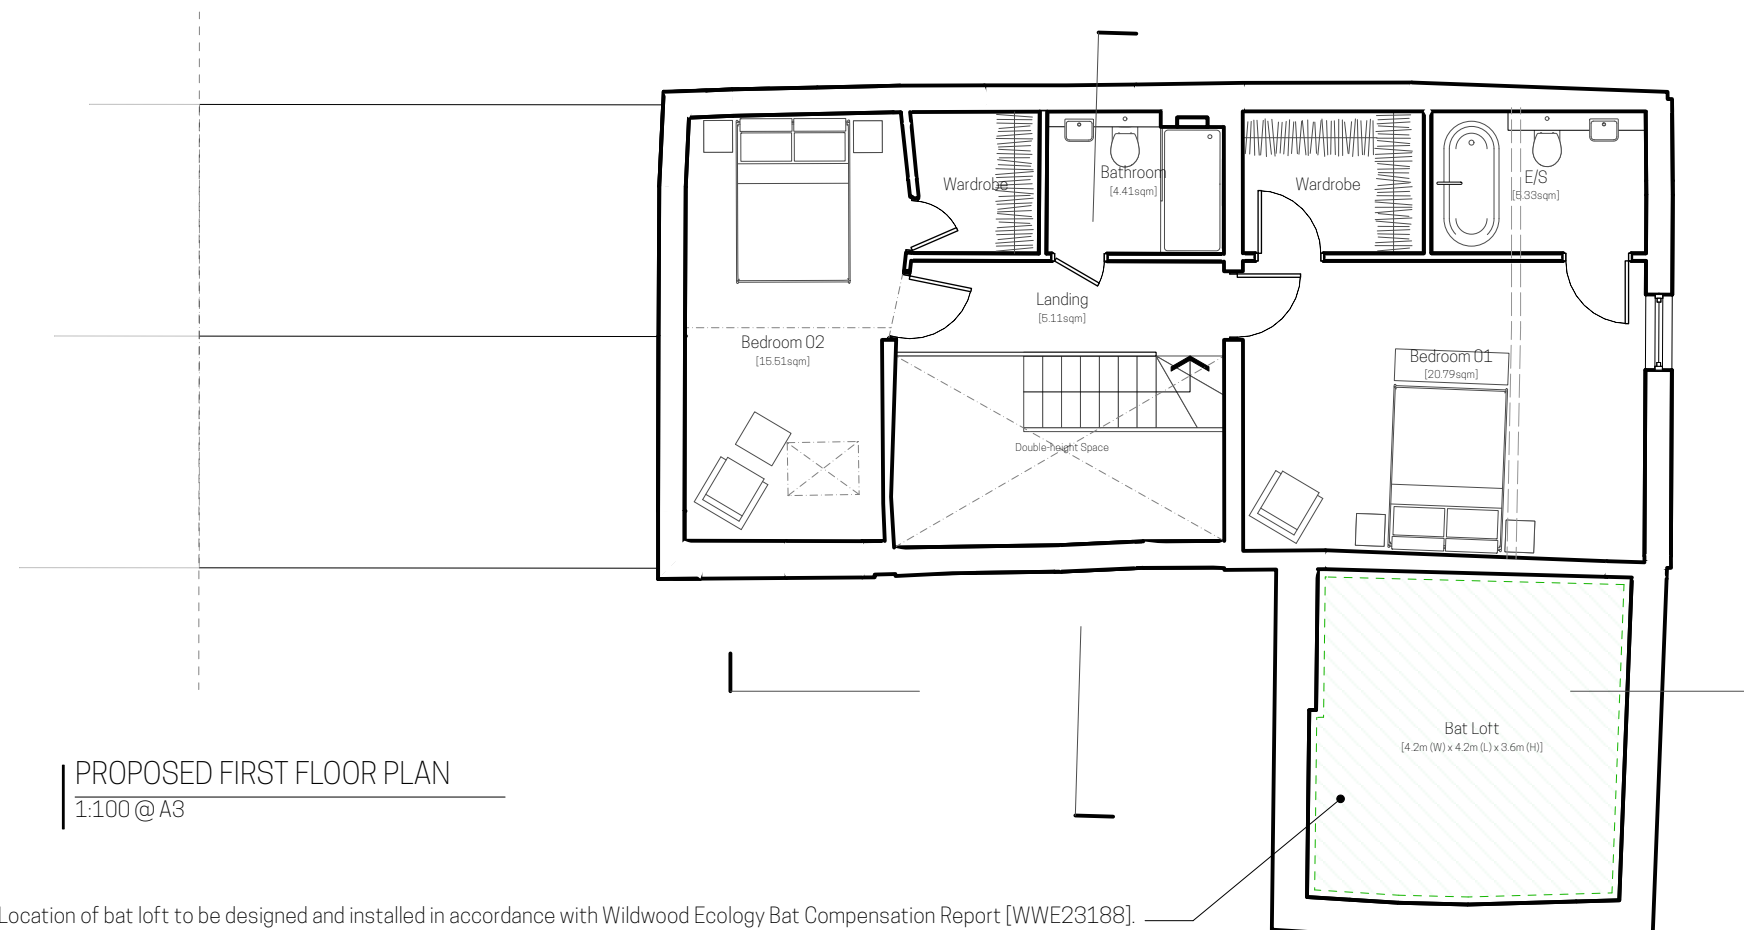 Wardrobe
Bathroom
[4.41sqm]
Wardrobe
E/S
[5.33sqm]
Landing
[5.11sqm]
Bedroom 02
[15.51sqm]
Bedroom 01
[20.79sqm]
Double-height Space
Bat Loft
[4.2m (W) x 4.2m (L) x 3.6m (H)]
PROPOSED FIRST FLOOR PLAN
1:100 @ A3
Location of bat loft to be designed and installed in accordance with Wildwood Ecology Bat Compensation Report [WWE23188].